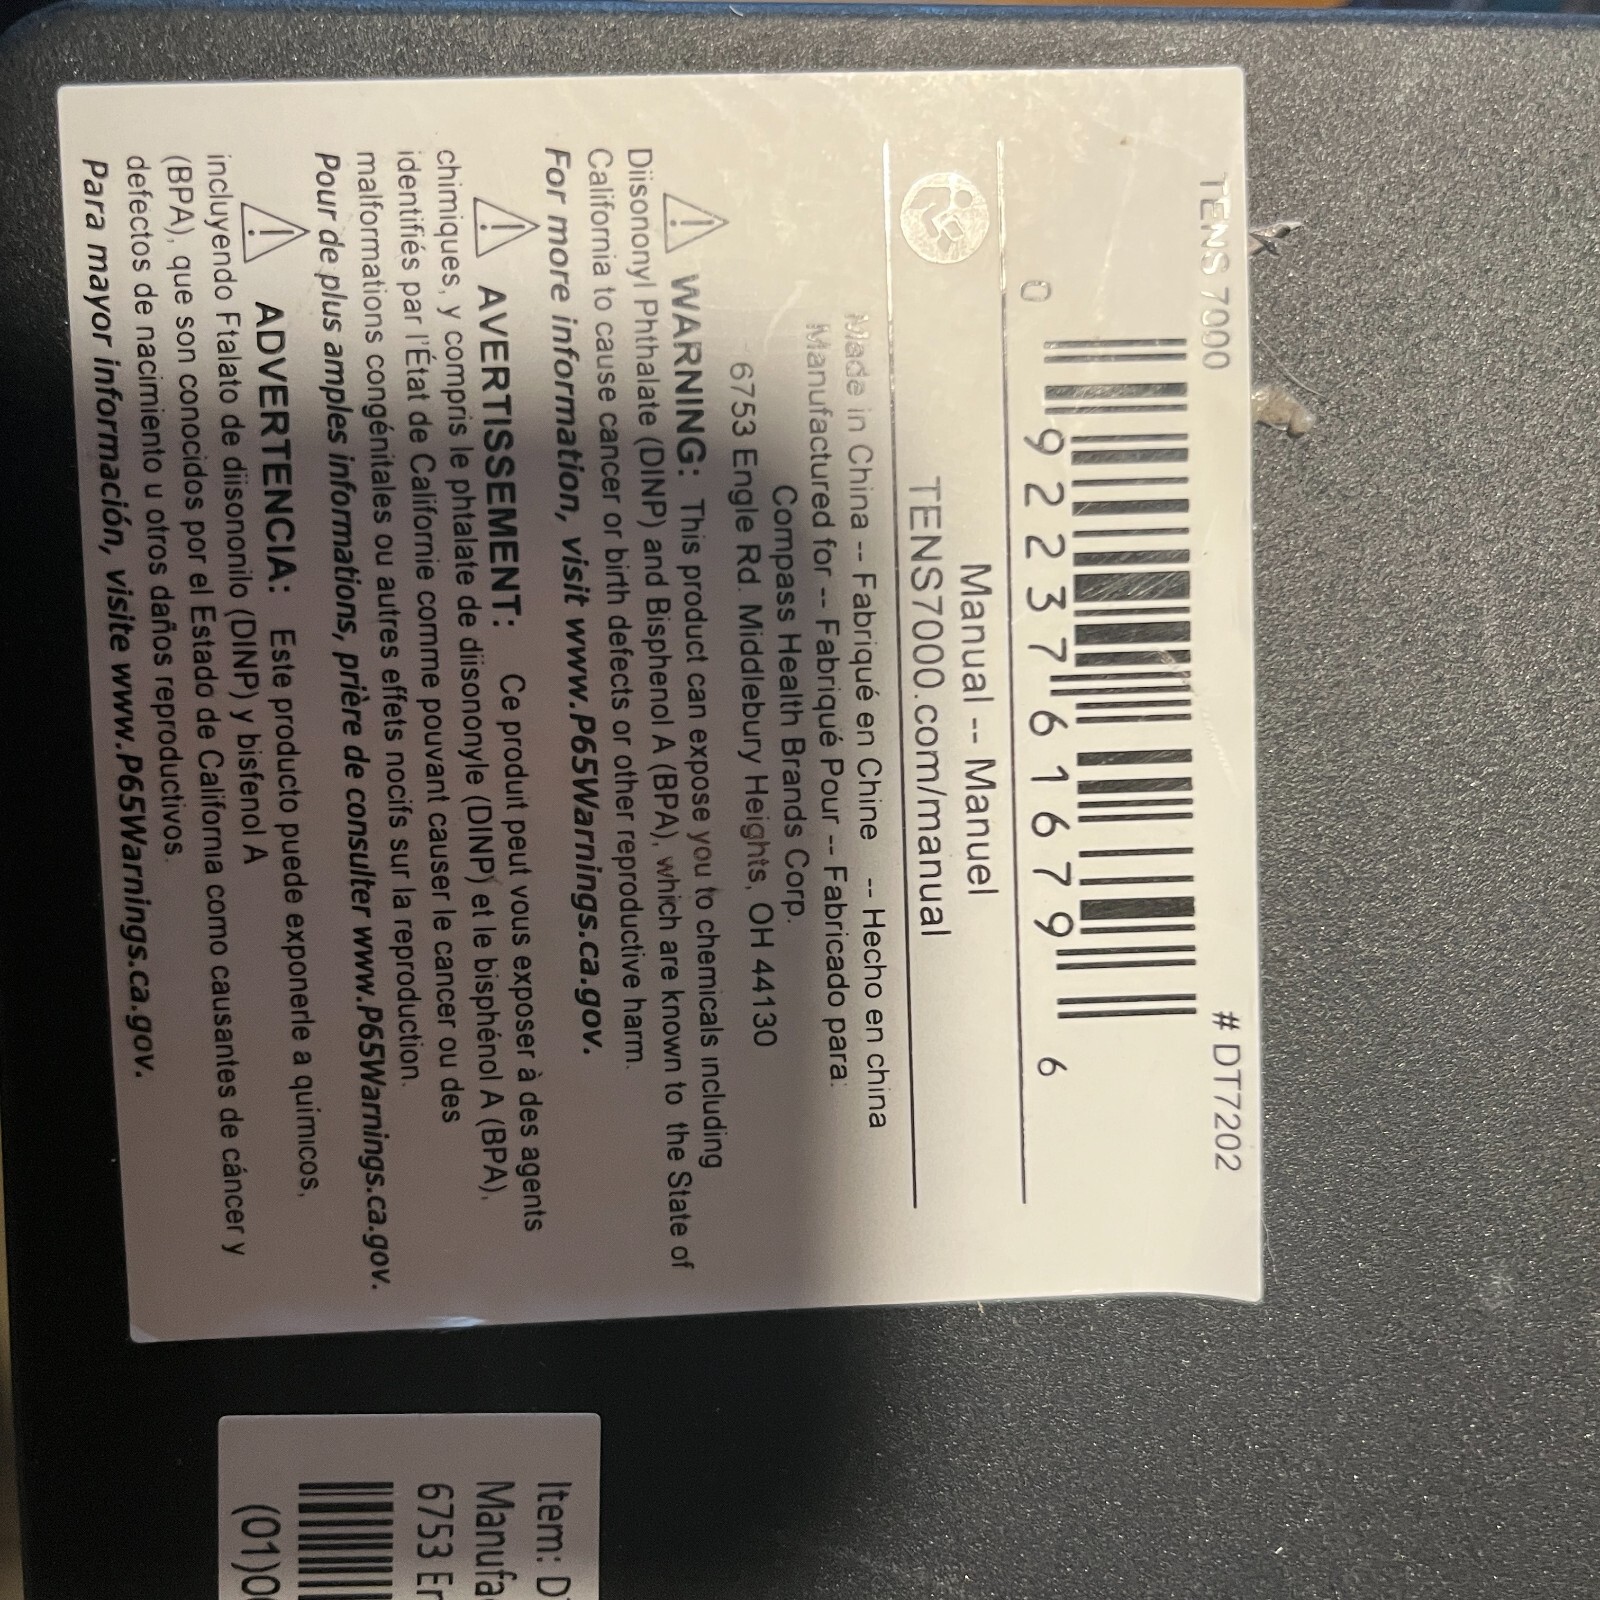 TENS 7000 # DT7202
0 92237 61679 6
Manual -- Manuel
TENS7000.com/manual
Made in China -- Fabriqué en Chine -- Hecho en china
Manufactured for -- Fabriqué Pour -- Fabricado para:
Compass Health Brands Corp.
6753 Engle Rd. Middlebury Heights, OH 44130
WARNING: This product can expose you to chemicals including
Diisononyl Phthalate (DINP) and Bisphenol A (BPA), which are known to the State of
California to cause cancer or birth defects or other reproductive harm.
For more information, visit www.P65Warnings.ca.gov.
AVERTISSEMENT: Ce produit peut vous exposer à des agents
chimiques, y compris le phtalate de diisononyle (DINP) et le bisphénol A (BPA),
identifiés par l'État de Californie comme pouvant causer le cancer ou des
malformations congénitales ou autres effets nocifs sur la reproduction.
Pour de plus amples informations, prière de consulter www.P65Warnings.ca.gov.
ADVERTENCIA: Este producto puede exponerle a químicos,
incluyendo Ftalato de diisononilo (DINP) y bisfenol A
(BPA), que son conocidos por el Estado de California como causantes de cáncer y
defectos de nacimiento u otros daños reproductivos.
Para mayor información, visite www.P65Warnings.ca.gov.
Item: D
Manufa
6753 En
(01)0